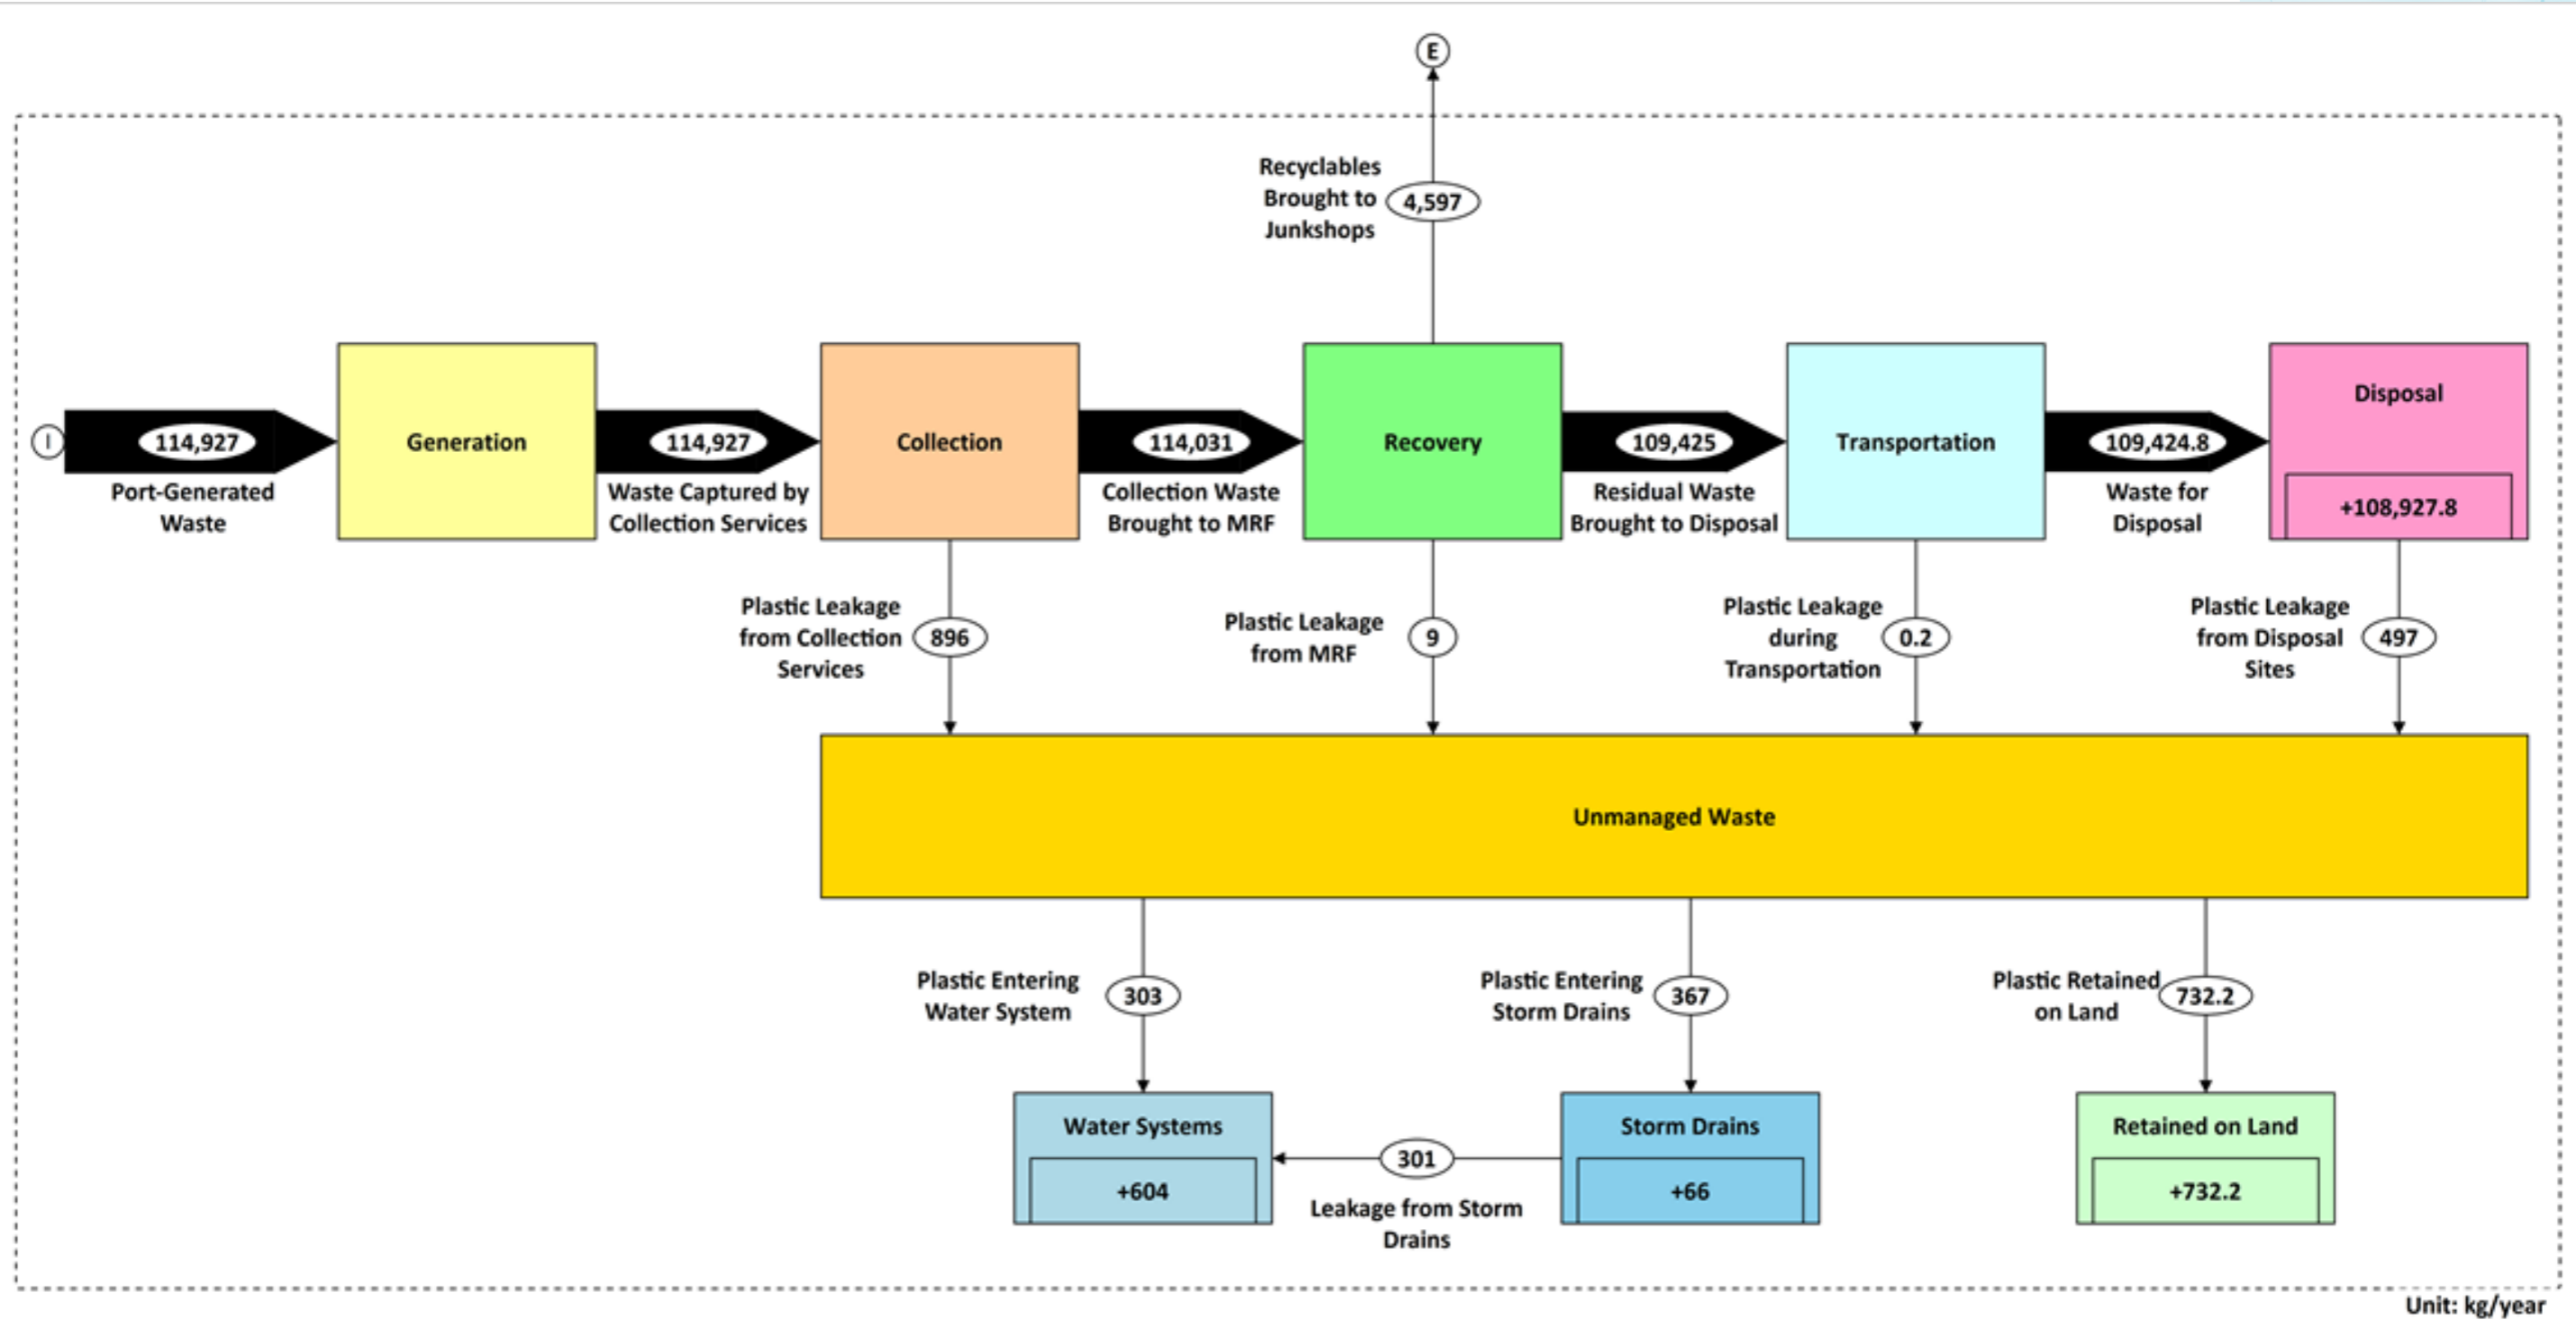 E
Recyclables
Brought to
Junkshops
4,597
I
114,927
Port-Generated
Waste
Generation
114,927
Waste Captured by
Collection Services
Collection
114,031
Collection Waste
Brought to MRF
Recovery
109,425
Residual Waste
Brought to Disposal
Transportation
109,424.8
Waste for
Disposal
Disposal
+108,927.8
Plastic Leakage
from Collection
Services
896
Plastic Leakage
from MRF
9
Plastic Leakage
during
Transportation
0.2
Plastic Leakage
from Disposal
Sites
497
Unmanaged Waste
Plastic Entering
Water System
303
Plastic Entering
Storm Drains
367
Plastic Retained
on Land
732.2
Water Systems
+604
301
Leakage from Storm
Drains
Storm Drains
+66
Retained on Land
+732.2
Unit: kg/year